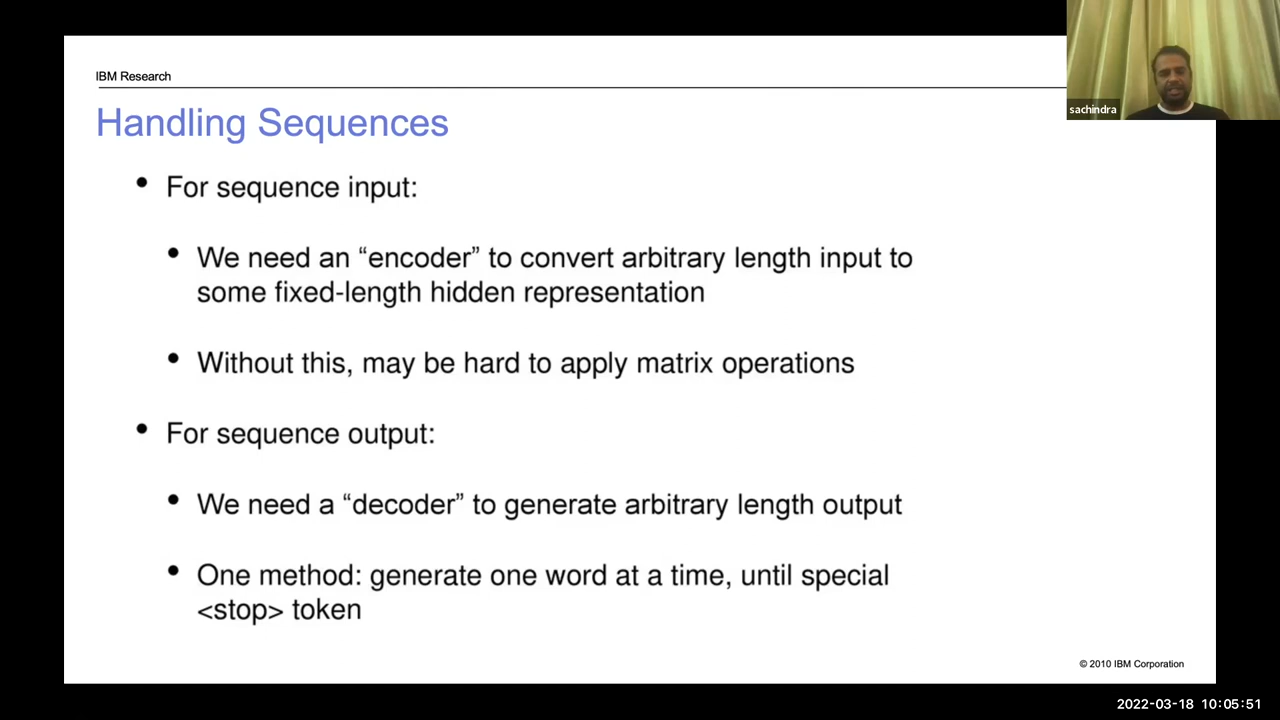 IBM Research
sachindra
Handling Sequences
• For sequence input:
• We need an “encoder” to convert arbitrary length input to
some fixed-length hidden representation
• Without this, may be hard to apply matrix operations
• For sequence output:
• We need a “decoder” to generate arbitrary length output
• One method: generate one word at a time, until special
<stop> token
© 2010 IBM Corporation
2022-03-18 10:05:51